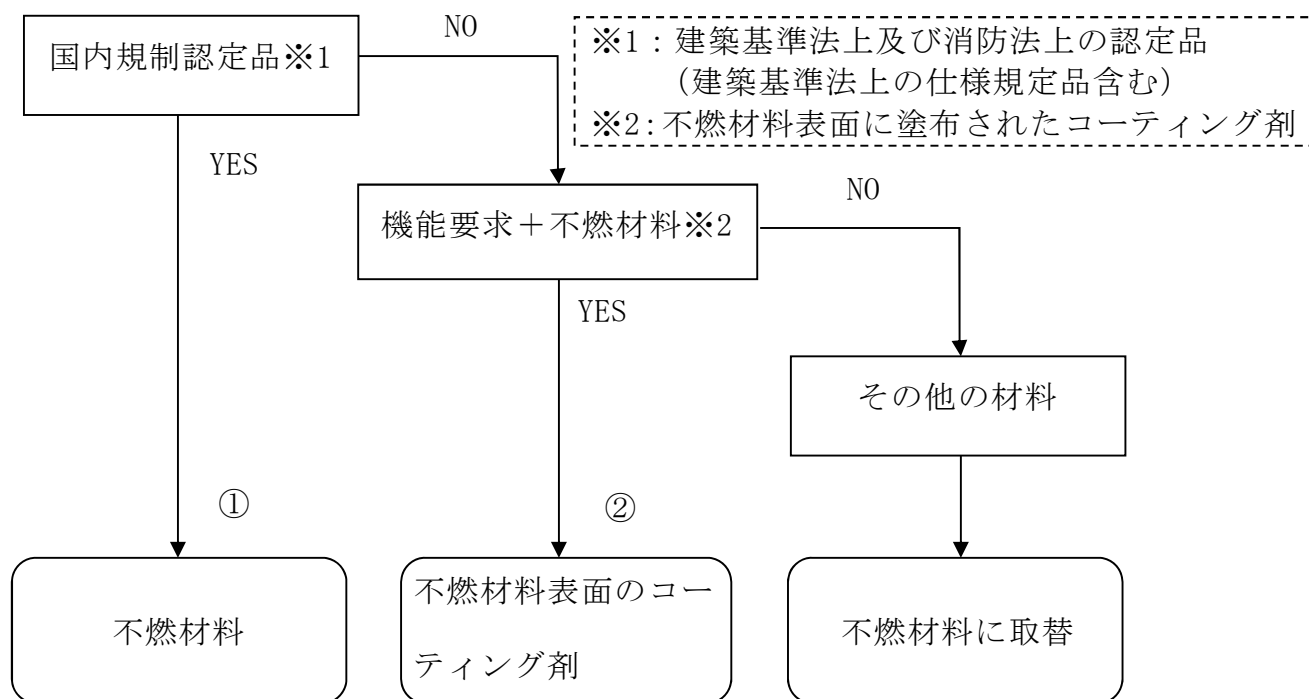 国内規制認定品※1
NO
※1：建築基準法上及び消防法上の認定品
（建築基準法上の仕様規定品含む）
※2：不燃材料表面に塗布されたコーティング剤
YES
機能要求＋不燃材料※2
NO
YES
その他の材料
①
②
不燃材料
不燃材料表面のコー
ティング剤
不燃材料に取替